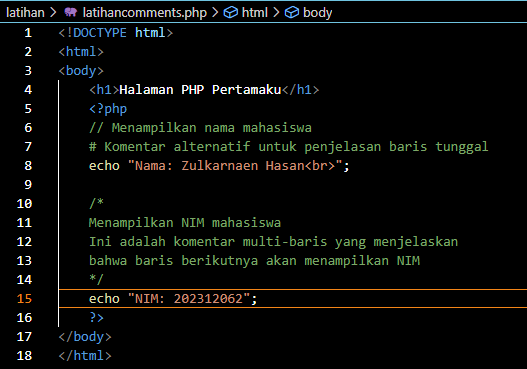 latihan > latihancomments.php > html > body
1 <!DOCTYPE html>
2 <html>
3 <body>
4 <h1>Halaman PHP Pertamaku</h1>
5 <?php
6 // Menampilkan nama mahasiswa
7 # Komentar alternatif untuk penjelasan baris tunggal
8 echo "Nama: Zulkarnaen Hasan<br>";
9
10 /*
11 Menampilkan NIM mahasiswa
12 Ini adalah komentar multi-baris yang menjelaskan
13 bahwa baris berikutnya akan menampilkan NIM
14 */
15 echo "NIM: 202312062";
16 ?>
17 </body>
18 </html>